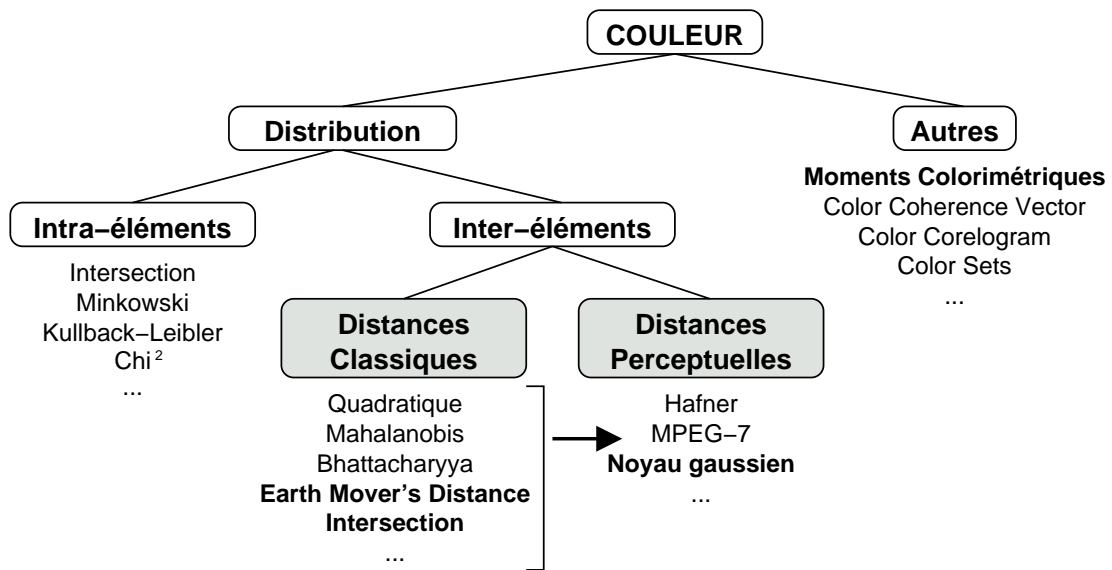 COULEUR
Distribution
Autres
Moments Colorimétriques
Color Coherence Vector
Color Corelogram
Color Sets
...
Intra−éléments
Intersection
Minkowski
Kullback−Leibler
Chi 2
...
Inter−éléments
Distances
Classiques
Quadratique
Mahalanobis
Bhattacharyya
Earth Mover's Distance
Intersection
...
Distances
Perceptuelles
Hafner
MPEG−7
Noyau gaussien
...